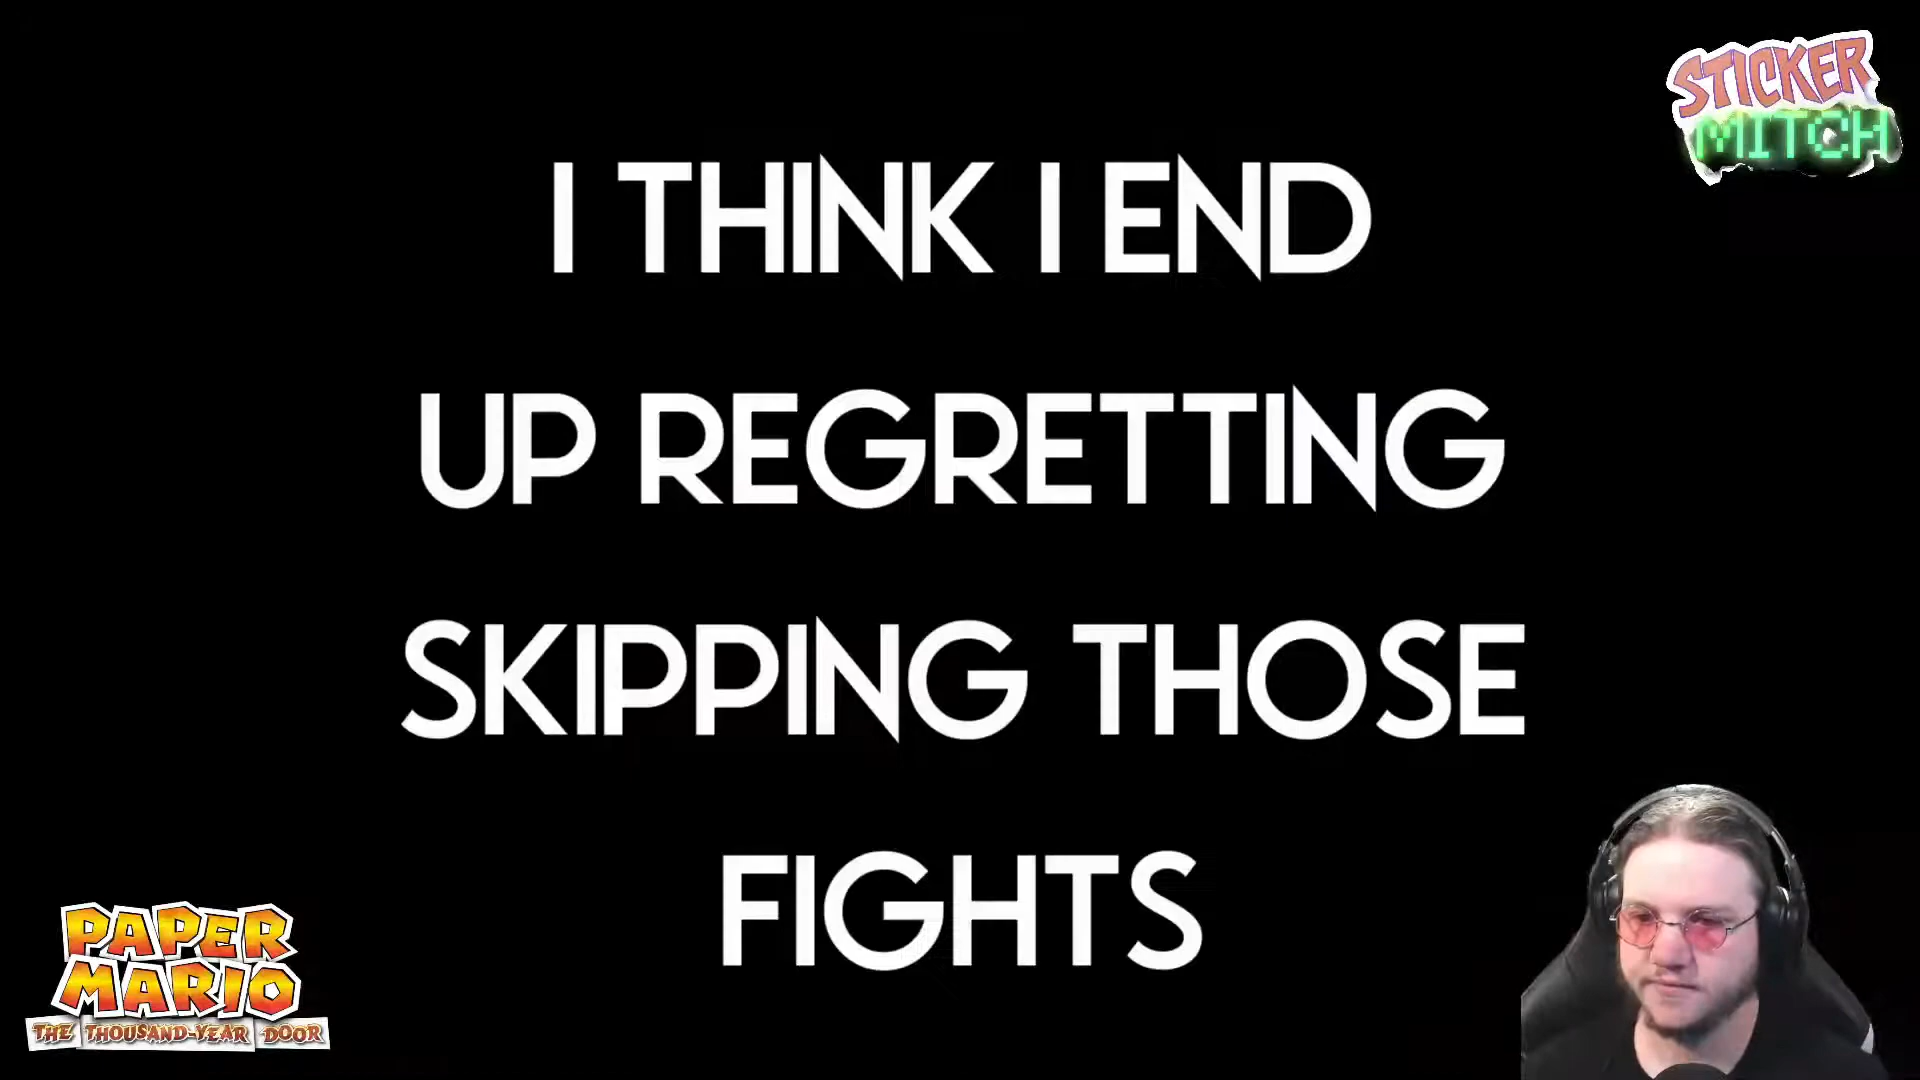 STICKER
MITCH
I THINK I END
UP REGRETTING
SKIPPING THOSE
FIGHTS
PAPER
MARIO
THE THOUSAND-YEAR DOOR